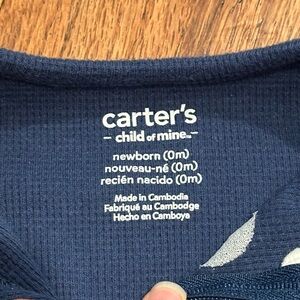 carter's
child of mine™
newborn (0m)
nouveau-né (0m)
recién nacido (0m)
Made in Cambodia
Fabriqué au Cambodge
Hecho en Camboya